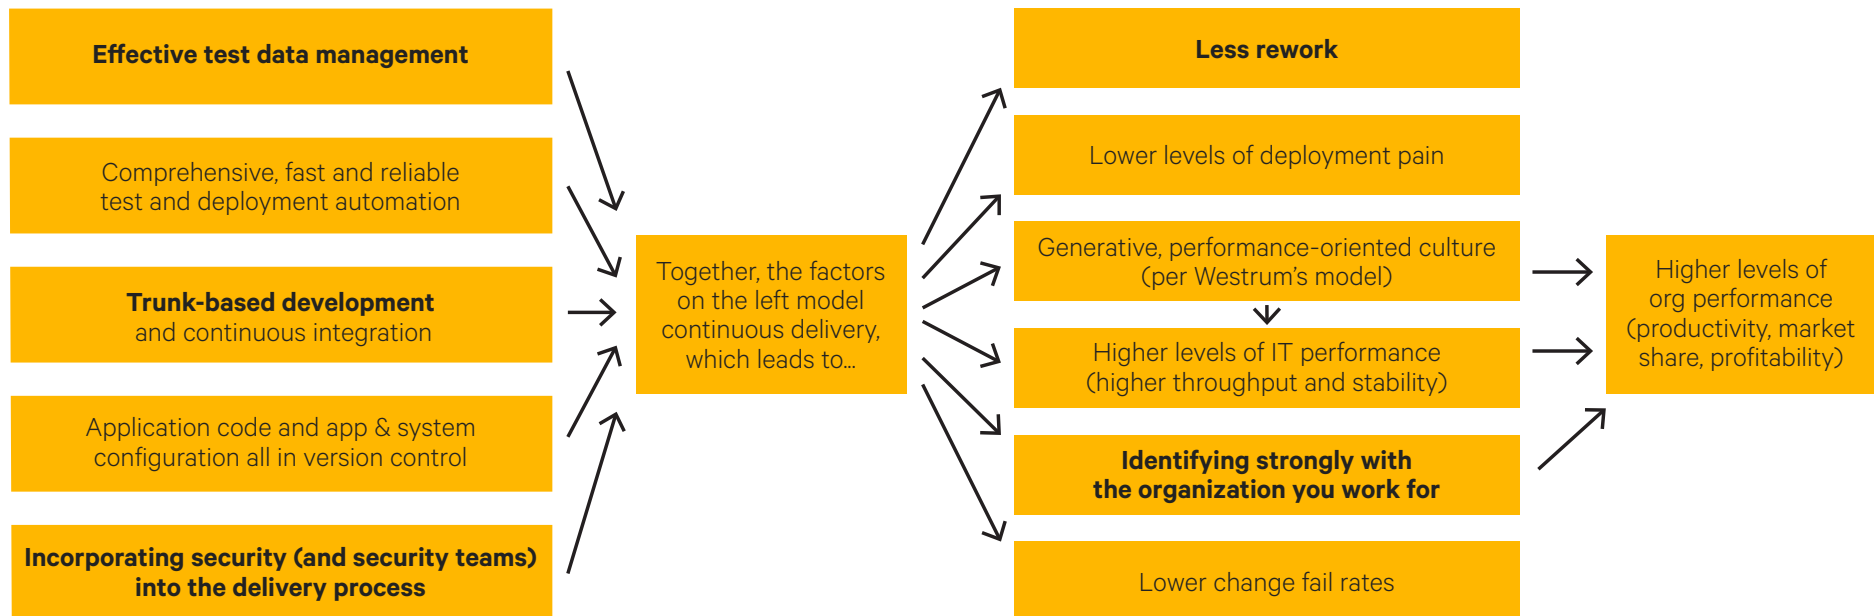 Effective test data management
Comprehensive, fast and reliable
test and deployment automation
Trunk-based development
and continuous integration
Application code and app & system
configuration all in version control
Incorporating security (and security teams)
into the delivery process
Together, the factors
on the left model
continuous delivery,
which leads to...
Less rework
Lower levels of deployment pain
Generative, performance-oriented culture
(per Westrum’s model)
Higher levels of IT performance
(higher throughput and stability)
Identifying strongly with
the organization you work for
Lower change fail rates
Higher levels of
org performance
(productivity, market
share, profitability)